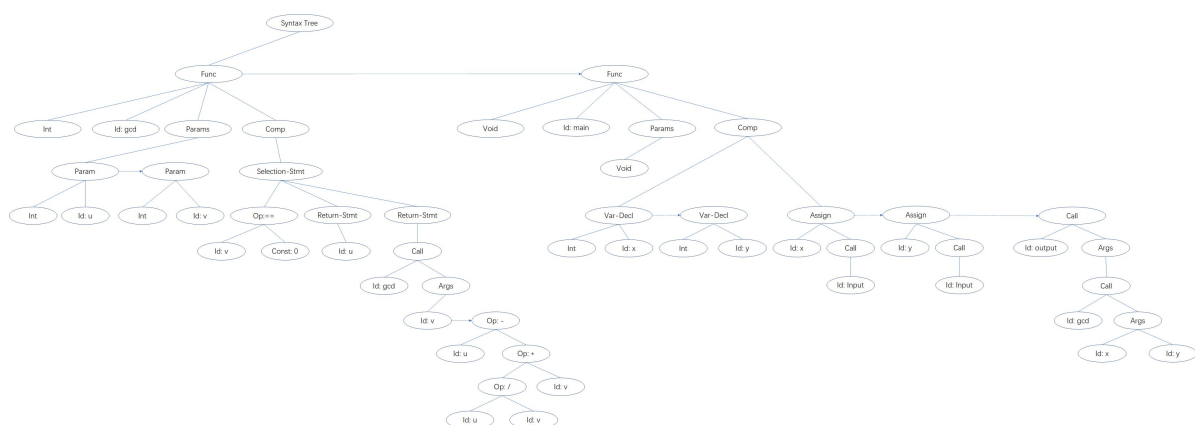 Syntax Tree
Func
Func
Int
Id: gcd
Params
Comp
Void
Id: main
Params
Comp
Param
Param
Selection-Stmt
Void
Int
Id: u
Int
Id: v
Op:==
Return-Stmt
Return-Stmt
Var-Decl
Var-Decl
Assign
Assign
Call
Id: v
Const: 0
Id: u
Call
Int
Id: x
Int
Id: y
Id: x
Call
Id: y
Call
Id: output
Args
Id: gcd
Args
Id: Input
Id: Input
Call
Id: v
Op: -
Id: gcd
Args
Id: u
Op: +
Id: x
Id: y
Op: /
Id: v
Id: u
Id: v